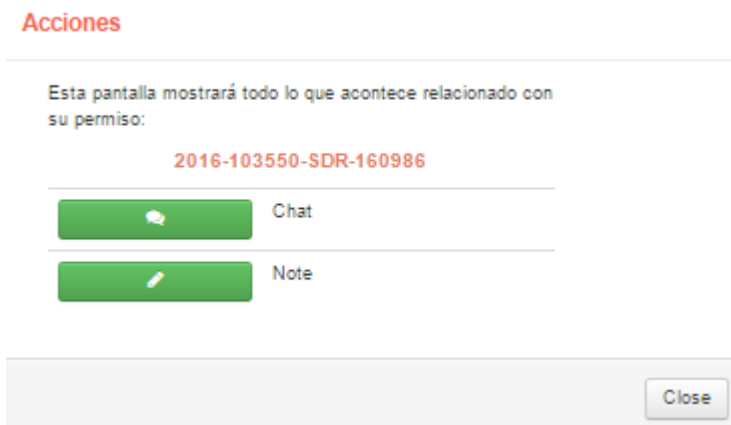 Acciones
Esta pantalla mostrará todo lo que acontece relacionado con
su permiso:
2016-103550-SDR-160986
Chat
Note
Close